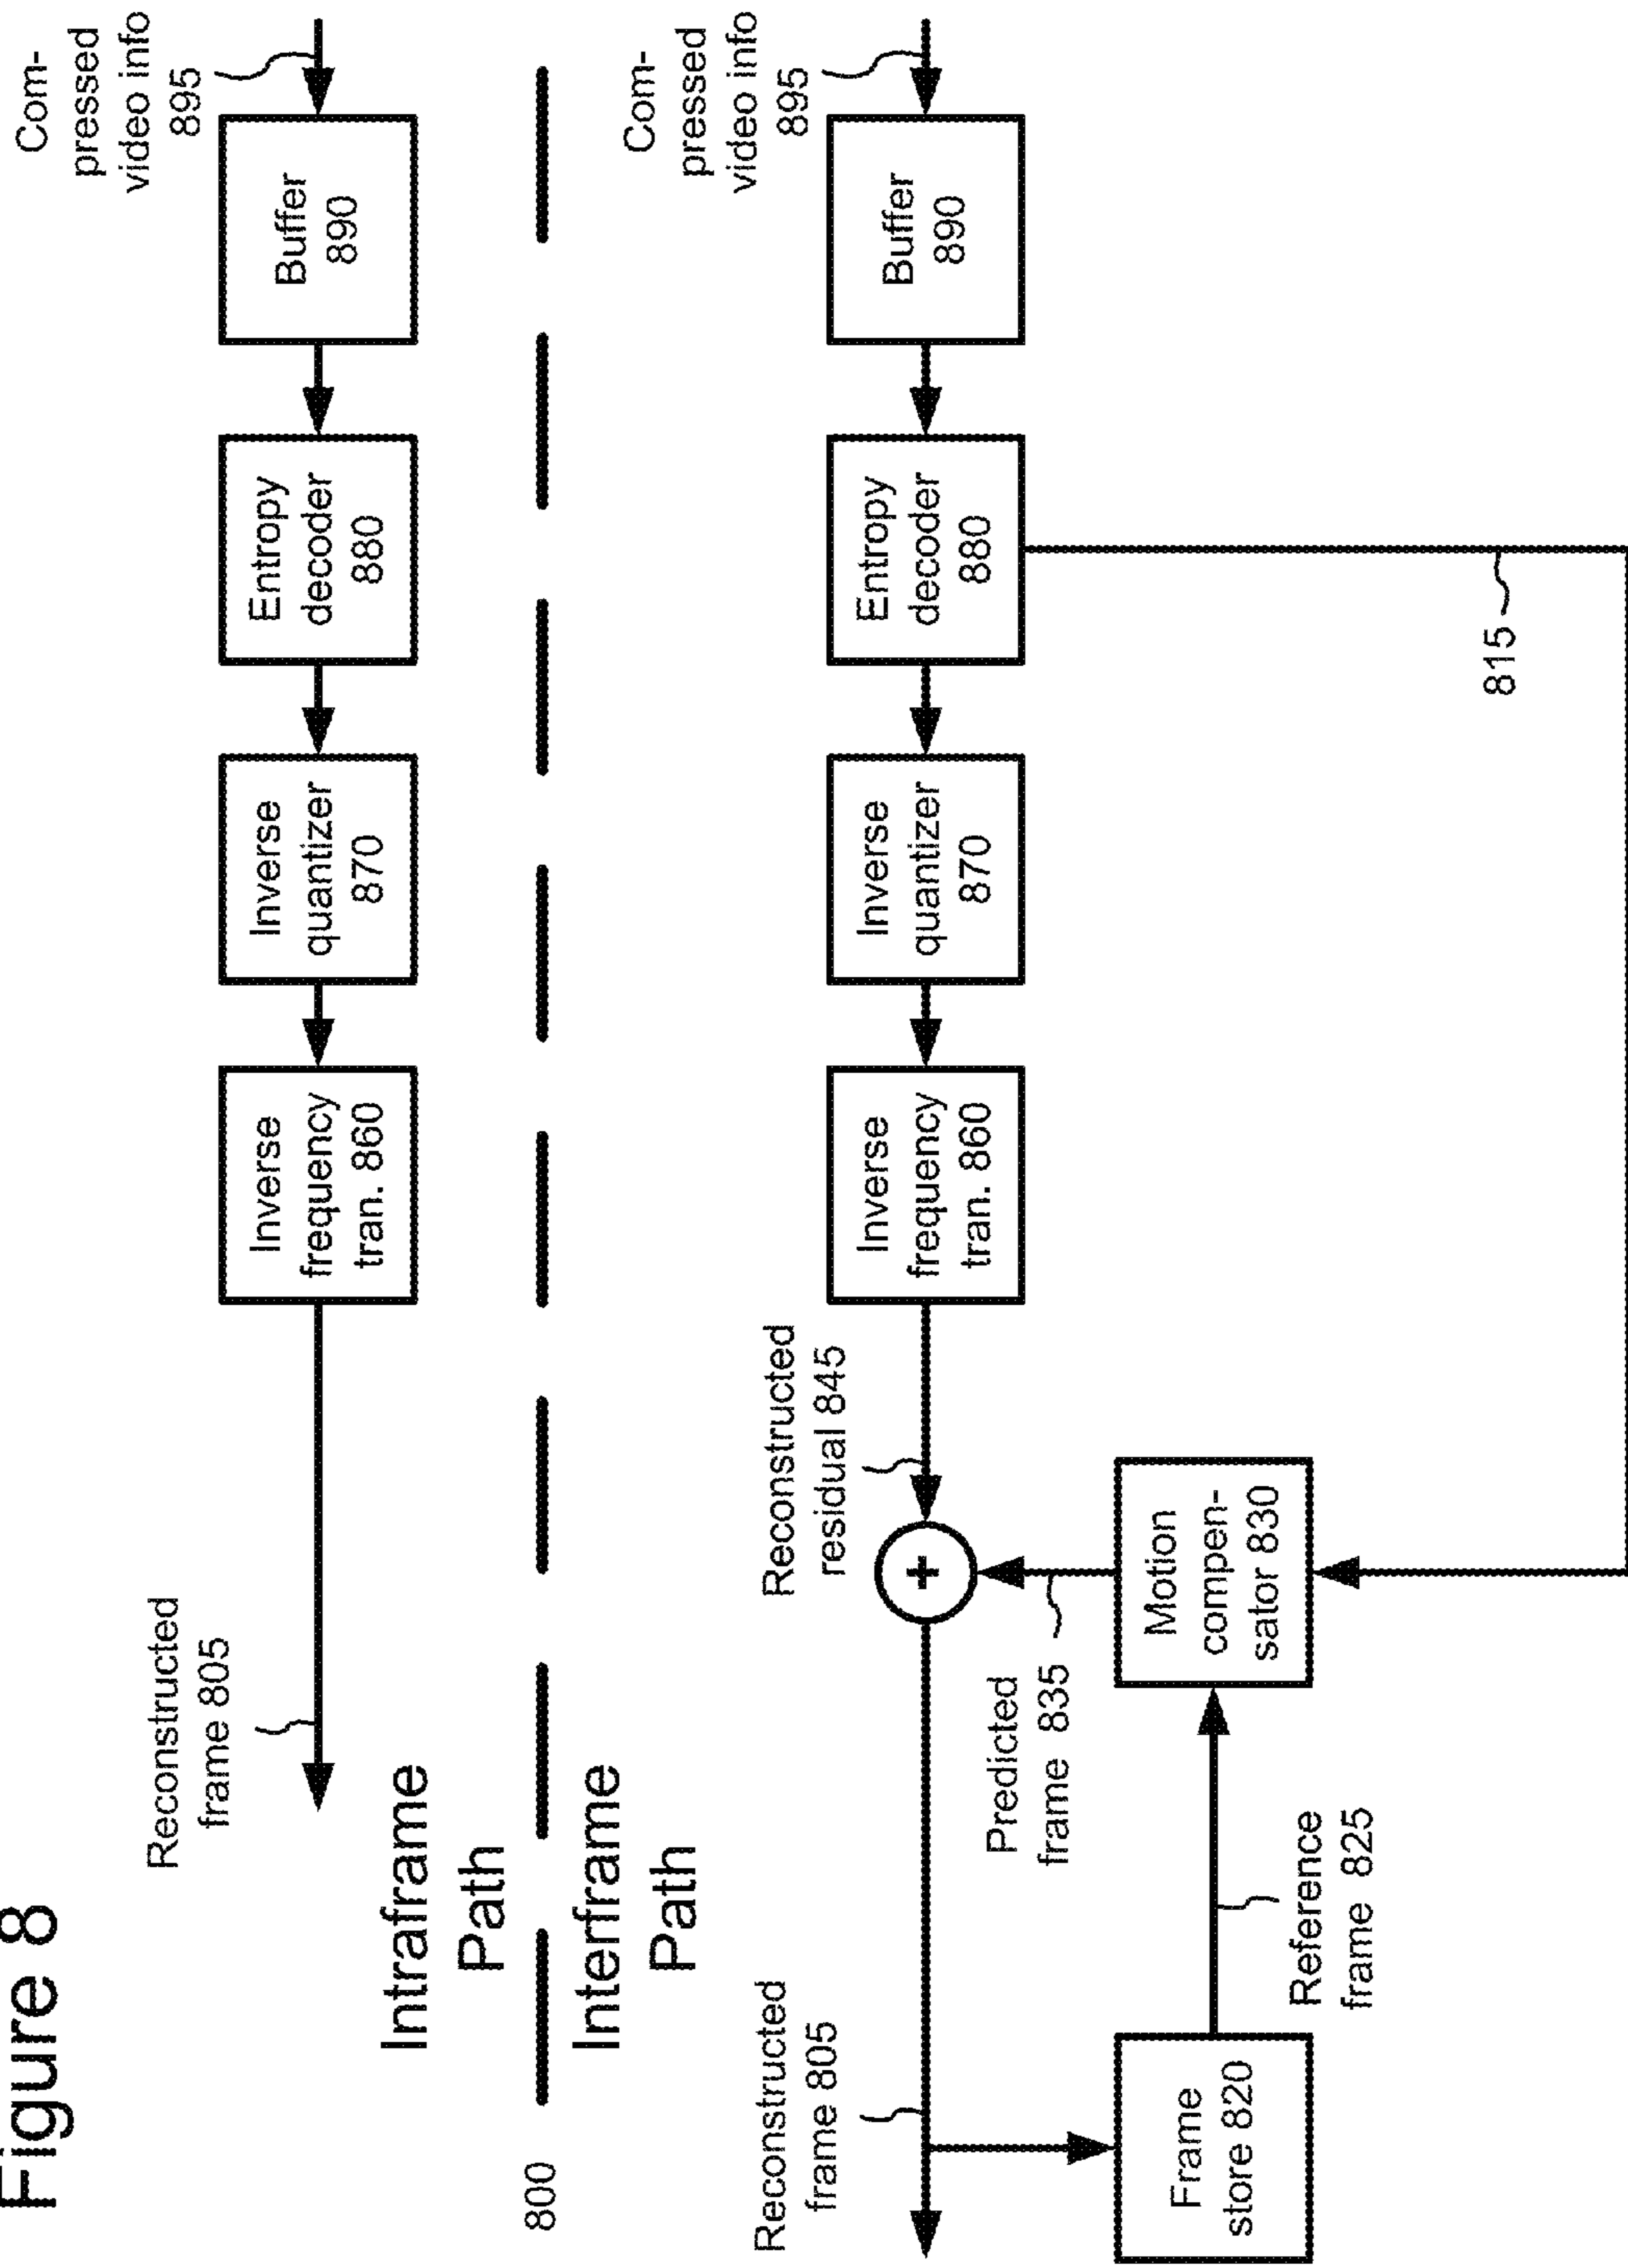 Figure 8
Reconstructed
frame 805
Inverse
frequency
tran. 860
Inverse
quantizer
870
Entropy
decoder
880
Buffer
890
Com-
pressed
video info
895
Intraframe
Path
800
Interframe
Path
Reconstructed
frame 805
Reconstructed
residual 845
+
Inverse
frequency
tran. 860
Inverse
quantizer
870
Entropy
decoder
880
Buffer
890
Com-
pressed
video info
895
Predicted
frame 835
Frame
store 820
Reference
frame 825
Motion
compen-
sator 830
815